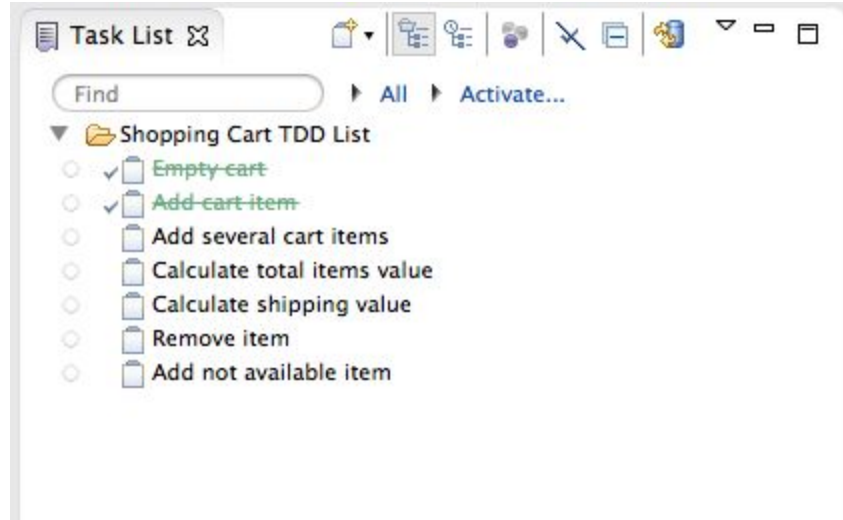 Task List
Find All Activate...
Shopping Cart TDD List
Empty cart
Add cart item
Add several cart items
Calculate total items value
Calculate shipping value
Remove item
Add not available item